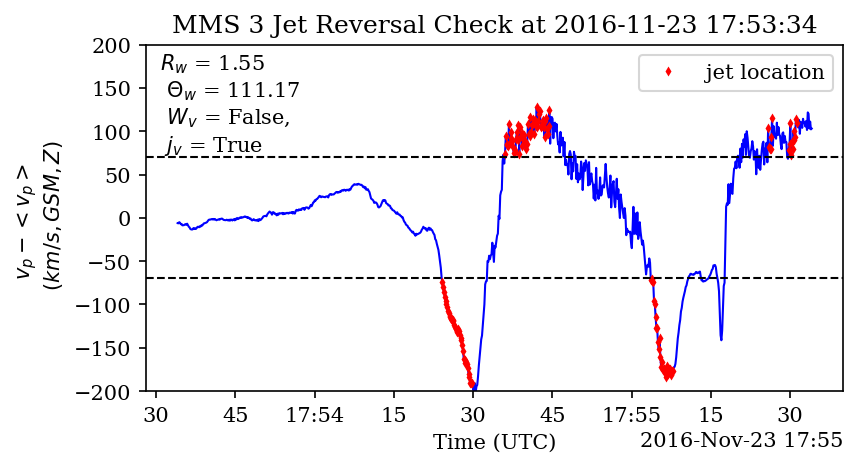 MMS 3 Jet Reversal Check at 2016-11-23 17:53:34
R_w = 1.55
Θ_w = 111.17
W_v = False,
j_v = True
jet location
v_p − < v_p >
(km/s, GSM, Z)
200
150
100
50
0
−50
−100
−150
−200
30 45 17:54 15 30 45 17:55 15 30
Time (UTC)
2016-Nov-23 17:55